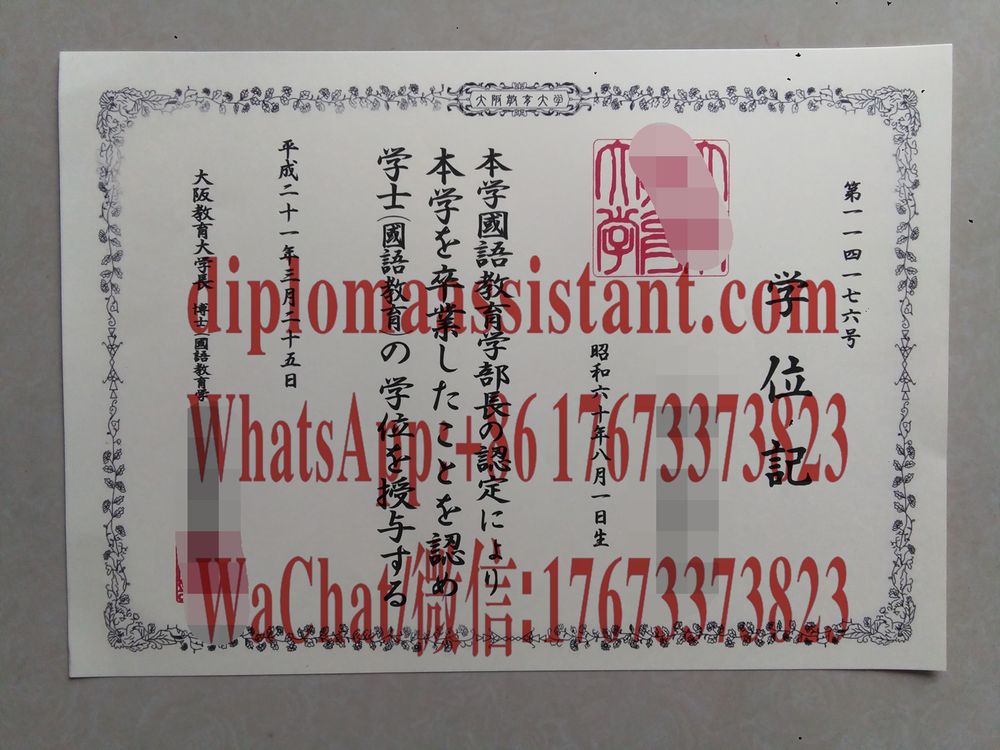 大阪教育大学
第一一四一七六号
学位記
昭和六十年八月一日生
本学國語教育学部長の認定により
本学を卒業したことを認め
学士(國語教育)の学位を授与する
平成二十一年三月二十五日
大阪教育大学長 博士(國語教育学
diplomaassistant.com
WhatsApp:+86 17673373823
WaChat/微信:17673373823